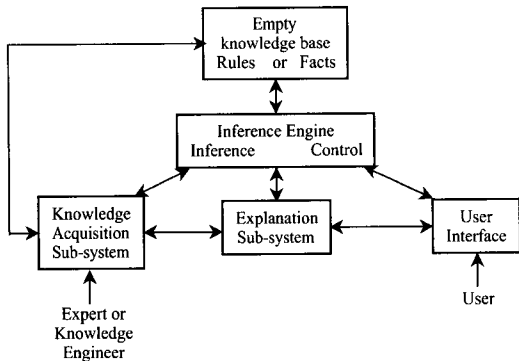 Empty
knowledge base
Rules or Facts
Inference Engine
Inference Control
Knowledge
Acquisition
Sub-system
Explanation
Sub-system
User
Interface
Expert or
Knowledge
Engineer
User